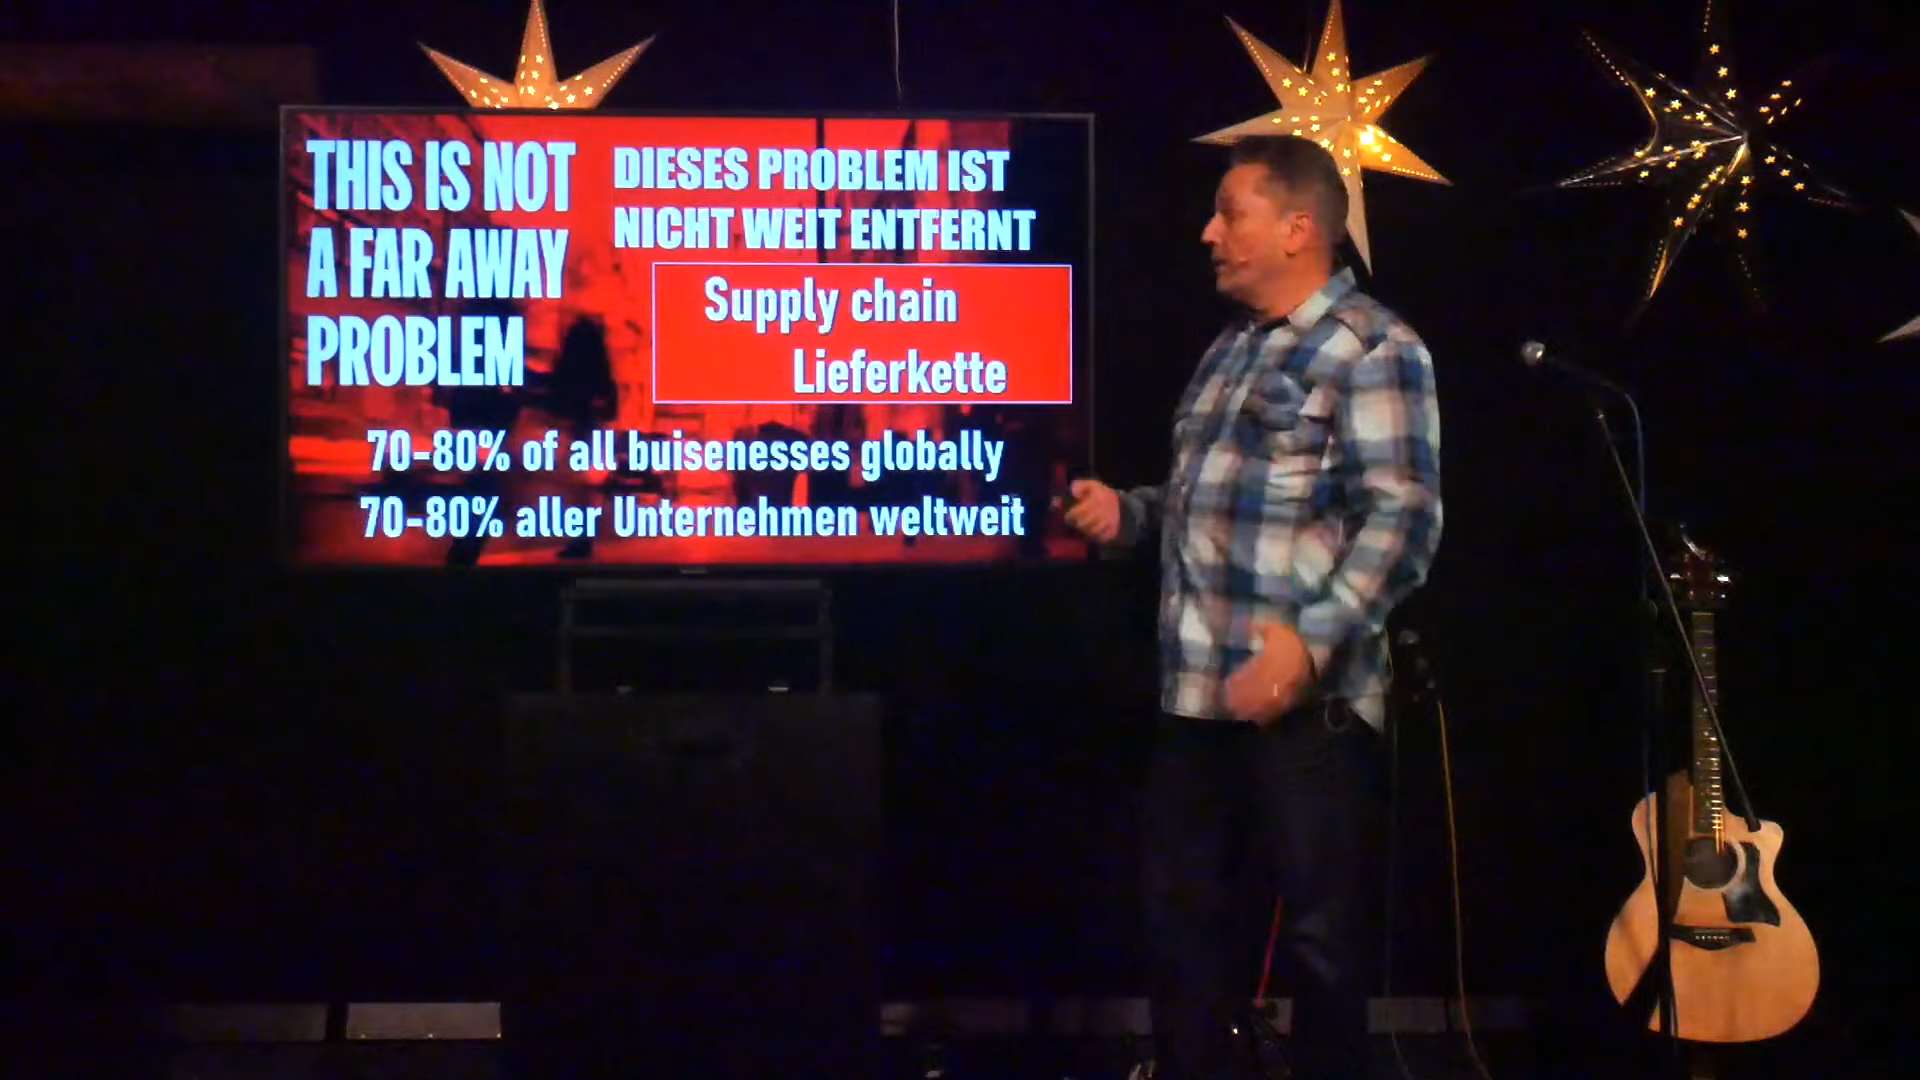 THIS IS NOT
A FAR AWAY
PROBLEM
DIESES PROBLEM IST
NICHT WEIT ENTFERNT
Supply chain
Lieferkette
70-80% of all buisenesses globally
70-80% aller Unternehmen weltweit